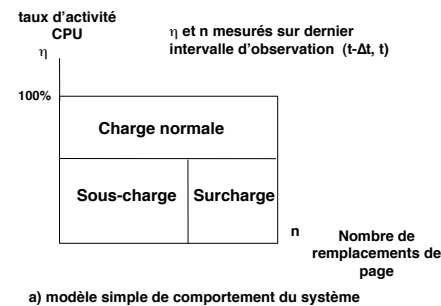 taux d'activité
CPU
η
η et n mesurés sur dernier
intervalle d'observation (t-Δt, t)
100%
Charge normale
Sous-charge
Surcharge
n
Nombre de
remplacements de
page
a) modèle simple de comportement du système